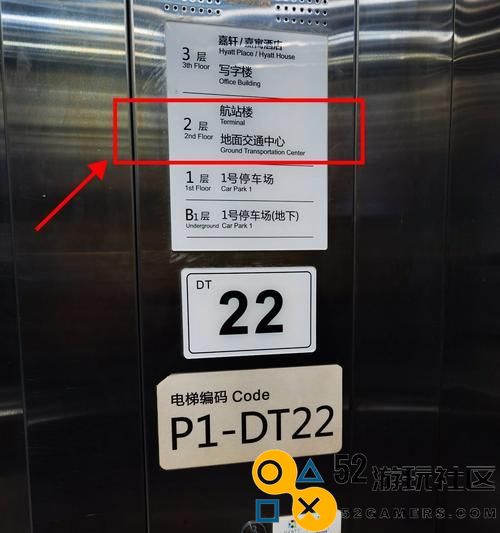 嘉轩 / 嘉寓酒店
Hyatt Place / Hyatt House
3 层
3th Floor
写字楼
Office Building
航站楼
Terminal
2 层
2nd Floor
地面交通中心
Ground Transportation Center
1 层
1st Floor
1号停车场
Car Park 1
B1 层
Underground
1号停车场(地下)
Car Park 1
DT
22
电梯编码 Code
P1-DT22
52游玩社区
52GAMERS.COM